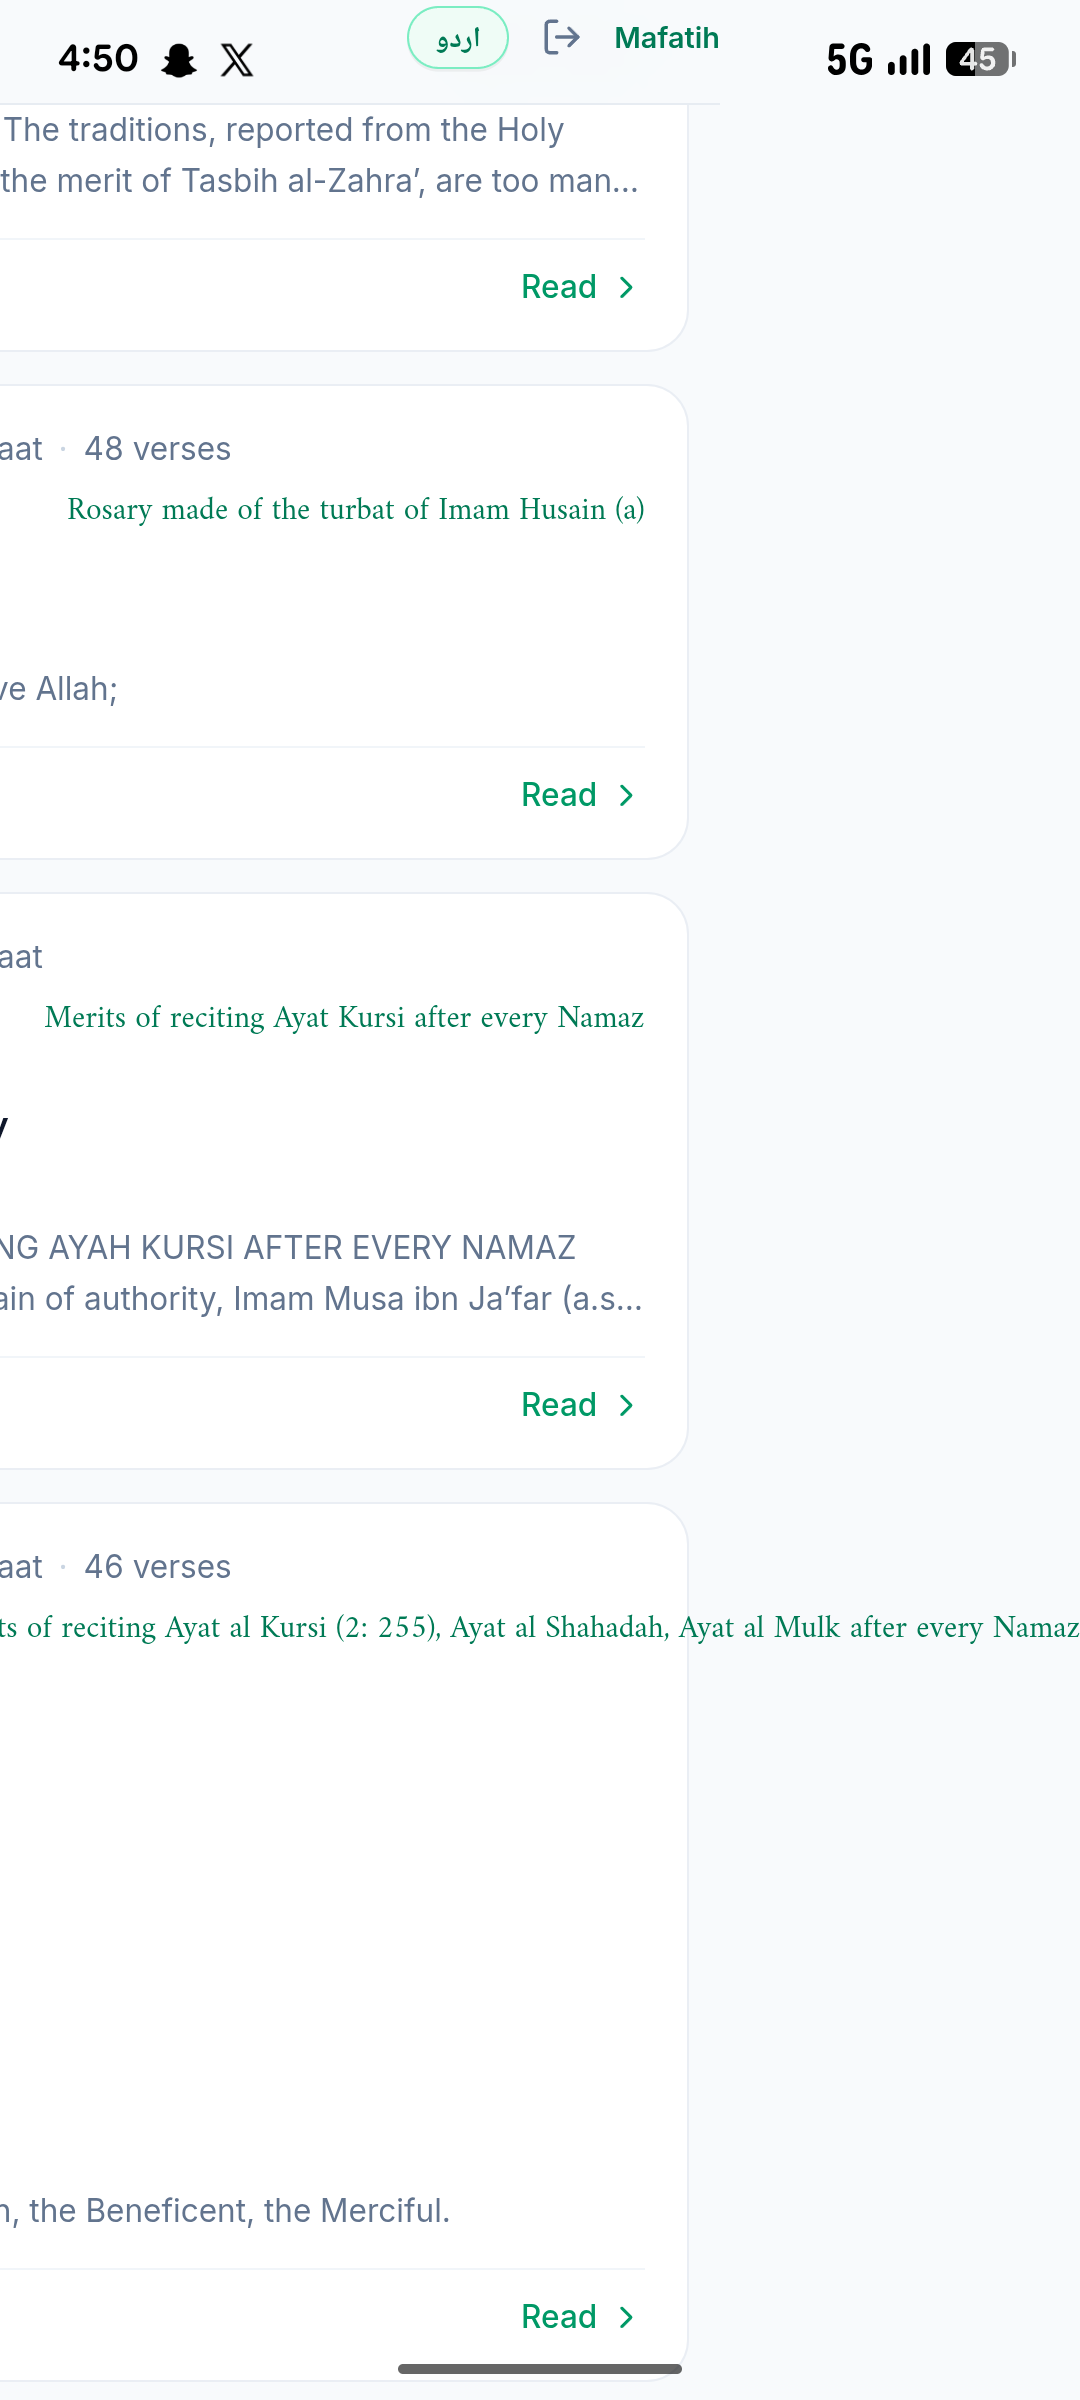 4:50
اردو
Mafatih
5G
45
The traditions, reported from the Holy
the merit of Tasbih al-Zahra’, are too man...
Read
aat · 48 verses
Rosary made of the turbat of Imam Husain (a)
ve Allah;
Read
aat
Merits of reciting Ayat Kursi after every Namaz
y
NG AYAH KURSI AFTER EVERY NAMAZ
ain of authority, Imam Musa ibn Ja’far (a.s...
Read
aat · 46 verses
ts of reciting Ayat al Kursi (2: 255), Ayat al Shahadah, Ayat al Mulk after every Namaz
n, the Beneficent, the Merciful.
Read